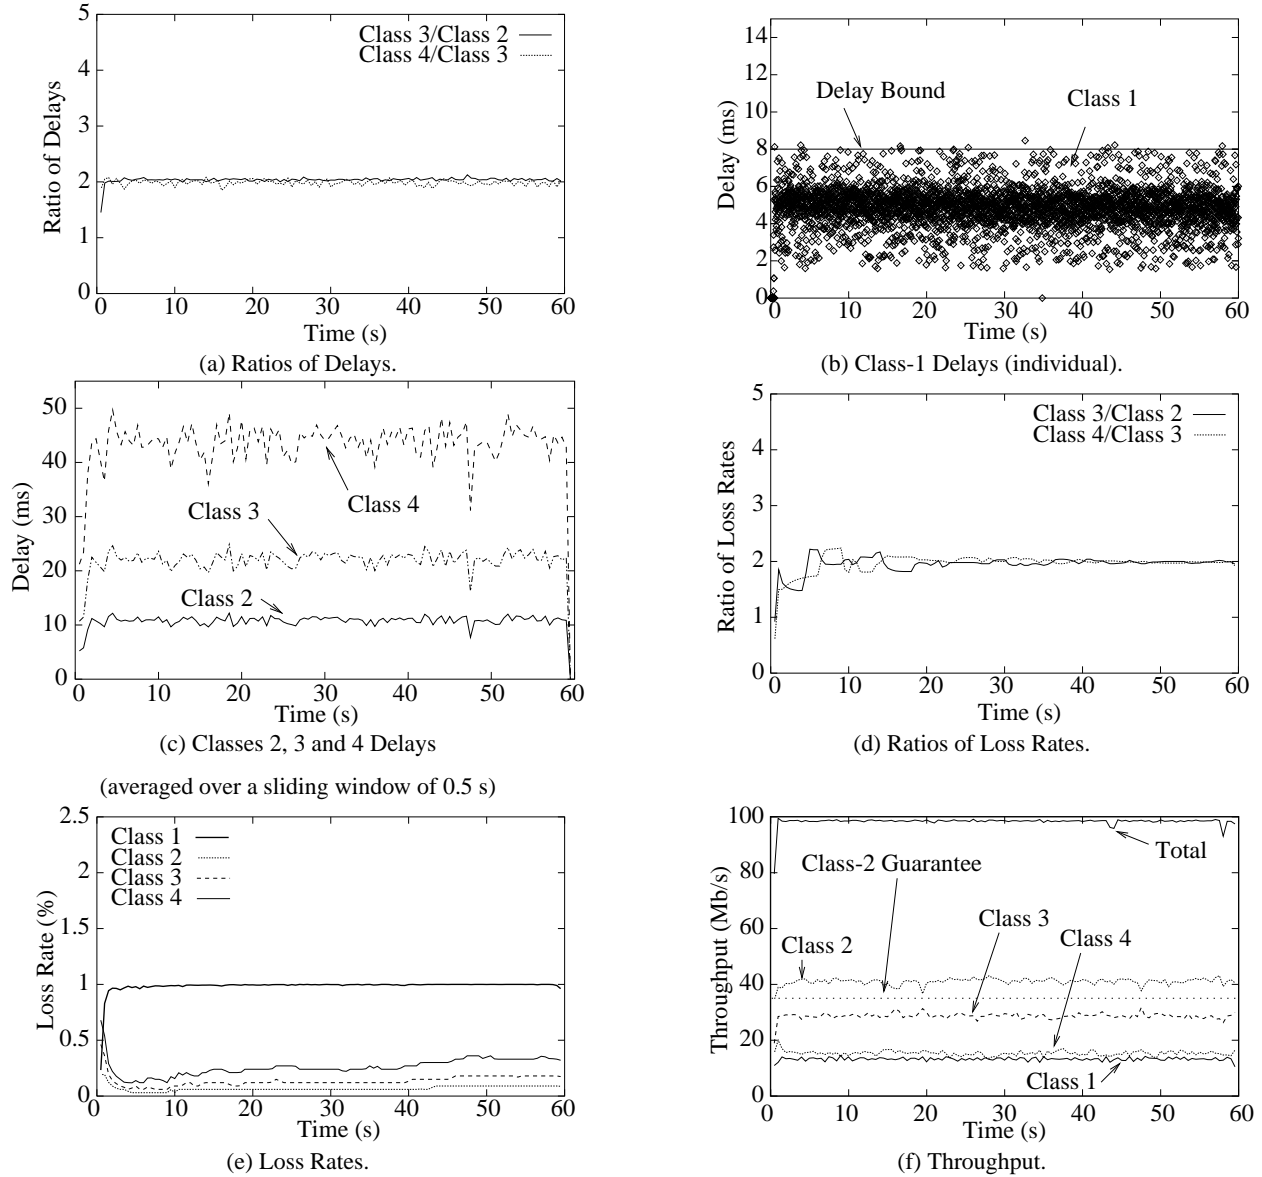 5
4
3
2
1
0
0 10 20 30 40 50 60
Ratio of Delays
Class 3/Class 2
Class 4/Class 3
Time (s)
(a) Ratios of Delays.
14
12
10
8
6
4
2
0
0 10 20 30 40 50 60
Delay (ms)
Delay Bound
Class 1
Time (s)
(b) Class-1 Delays (individual).
50
40
30
20
10
0
0 10 20 30 40 50 60
Delay (ms)
Class 4
Class 3
Class 2
Time (s)
(c) Classes 2, 3 and 4 Delays
(averaged over a sliding window of 0.5 s)
5
4
3
2
1
0
0 10 20 30 40 50 60
Ratio of Loss Rates
Class 3/Class 2
Class 4/Class 3
Time (s)
(d) Ratios of Loss Rates.
2.5
2
1.5
1
0.5
0
0 10 20 30 40 50 60
Loss Rate (%)
Class 1
Class 2
Class 3
Class 4
Time (s)
(e) Loss Rates.
100
80
60
40
20
0
0 10 20 30 40 50 60
Throughput (Mb/s)
Total
Class-2 Guarantee
Class 3
Class 2
Class 4
Class 1
Time (s)
(f) Throughput.